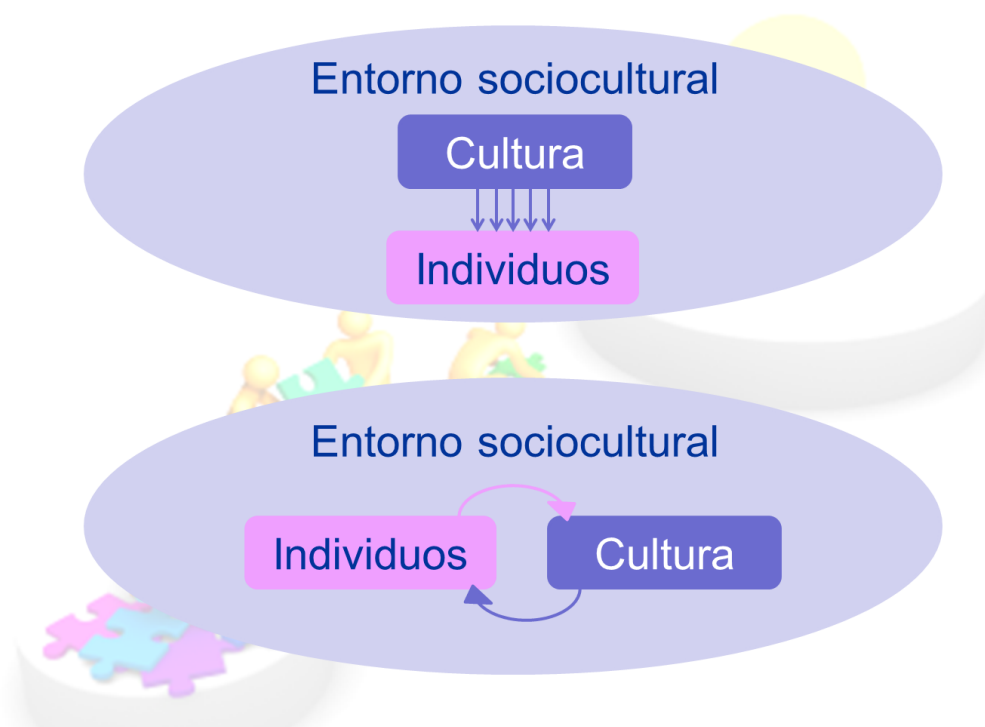 Entorno sociocultural
Cultura
Individuos
Entorno sociocultural
Individuos
Cultura